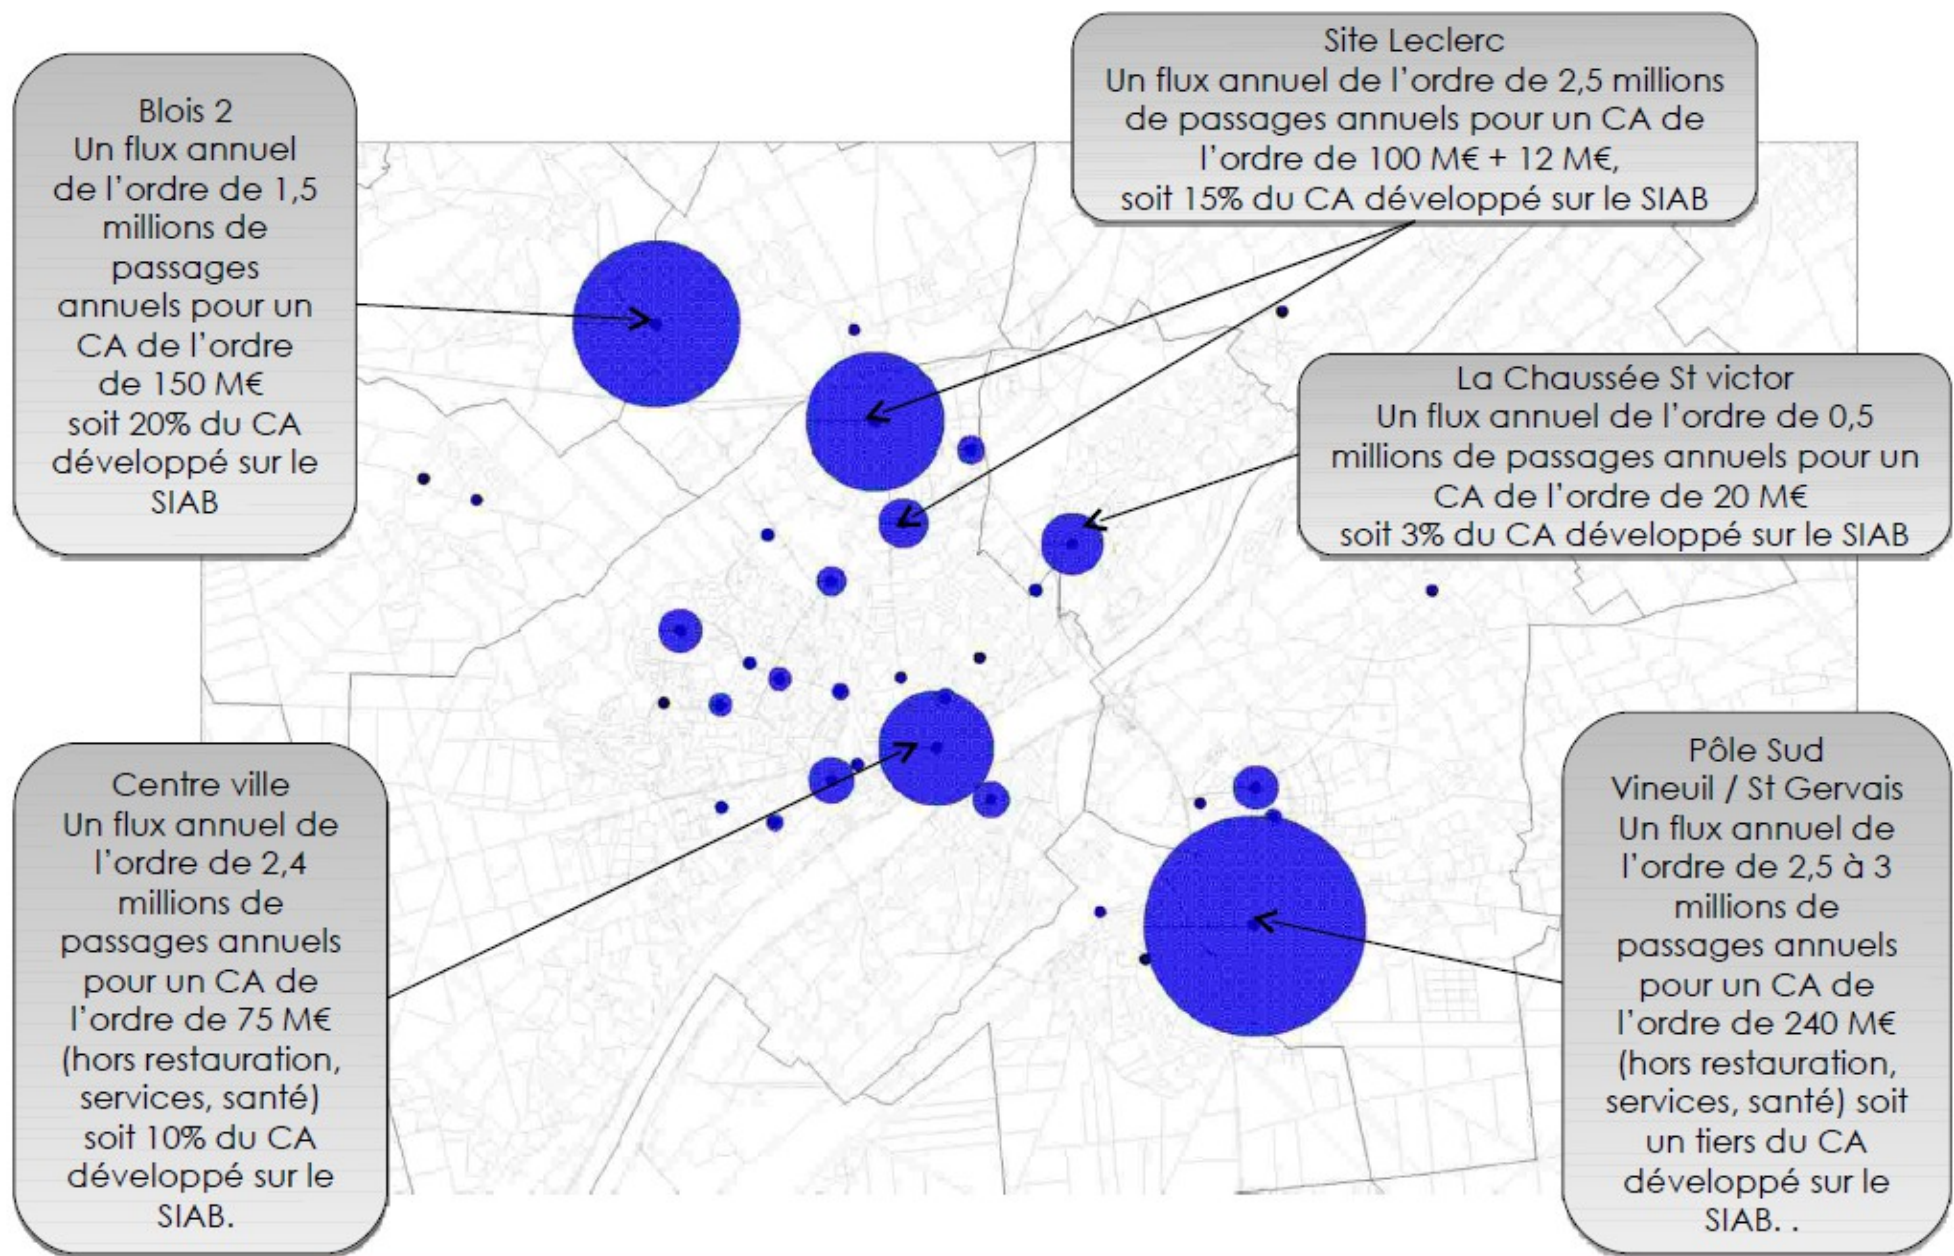 Blois 2
Un flux annuel
de l'ordre de 1,5
millions de
passages
annuels pour un
CA de l'ordre
de 150 M€
soit 20% du CA
développé sur le
SIAB
Site Leclerc
Un flux annuel de l'ordre de 2,5 millions
de passages annuels pour un CA de
l'ordre de 100 M€ + 12 M€,
soit 15% du CA développé sur le SIAB
La Chaussée St victor
Un flux annuel de l'ordre de 0,5
millions de passages annuels pour un
CA de l'ordre de 20 M€
soit 3% du CA développé sur le SIAB
Centre ville
Un flux annuel de
l'ordre de 2,4
millions de
passages annuels
pour un CA de
l'ordre de 75 M€
(hors restauration,
services, santé)
soit 10% du CA
développé sur le
SIAB.
Pôle Sud
Vineuil / St Gervais
Un flux annuel de
l'ordre de 2,5 à 3
millions de
passages annuels
pour un CA de
l'ordre de 240 M€
(hors restauration,
services, santé) soit
un tiers du CA
développé sur le
SIAB. .